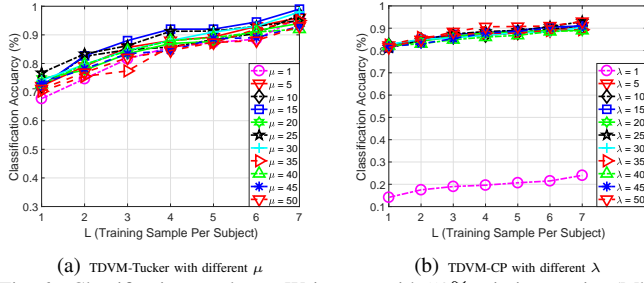 Classification Accuarcy (%)
1
0.9
0.8
0.7
0.6
0.5
0.4
0.3
1 2 3 4 5 6 7
L (Training Sample Per Subject)
μ = 1
μ = 5
μ = 10
μ = 15
μ = 20
μ = 25
μ = 30
μ = 35
μ = 40
μ = 45
μ = 50
(a) TDVM-Tucker with different μ
Classification Accuarcy (%)
1
0.9
0.8
0.7
0.6
0.5
0.4
0.3
0.2
0.1
1 2 3 4 5 6 7
L (Training Sample Per Subject)
λ = 1
λ = 5
λ = 10
λ = 15
λ = 20
λ = 25
λ = 30
λ = 35
λ = 40
λ = 45
λ = 50
(b) TDVM-CP with different λ